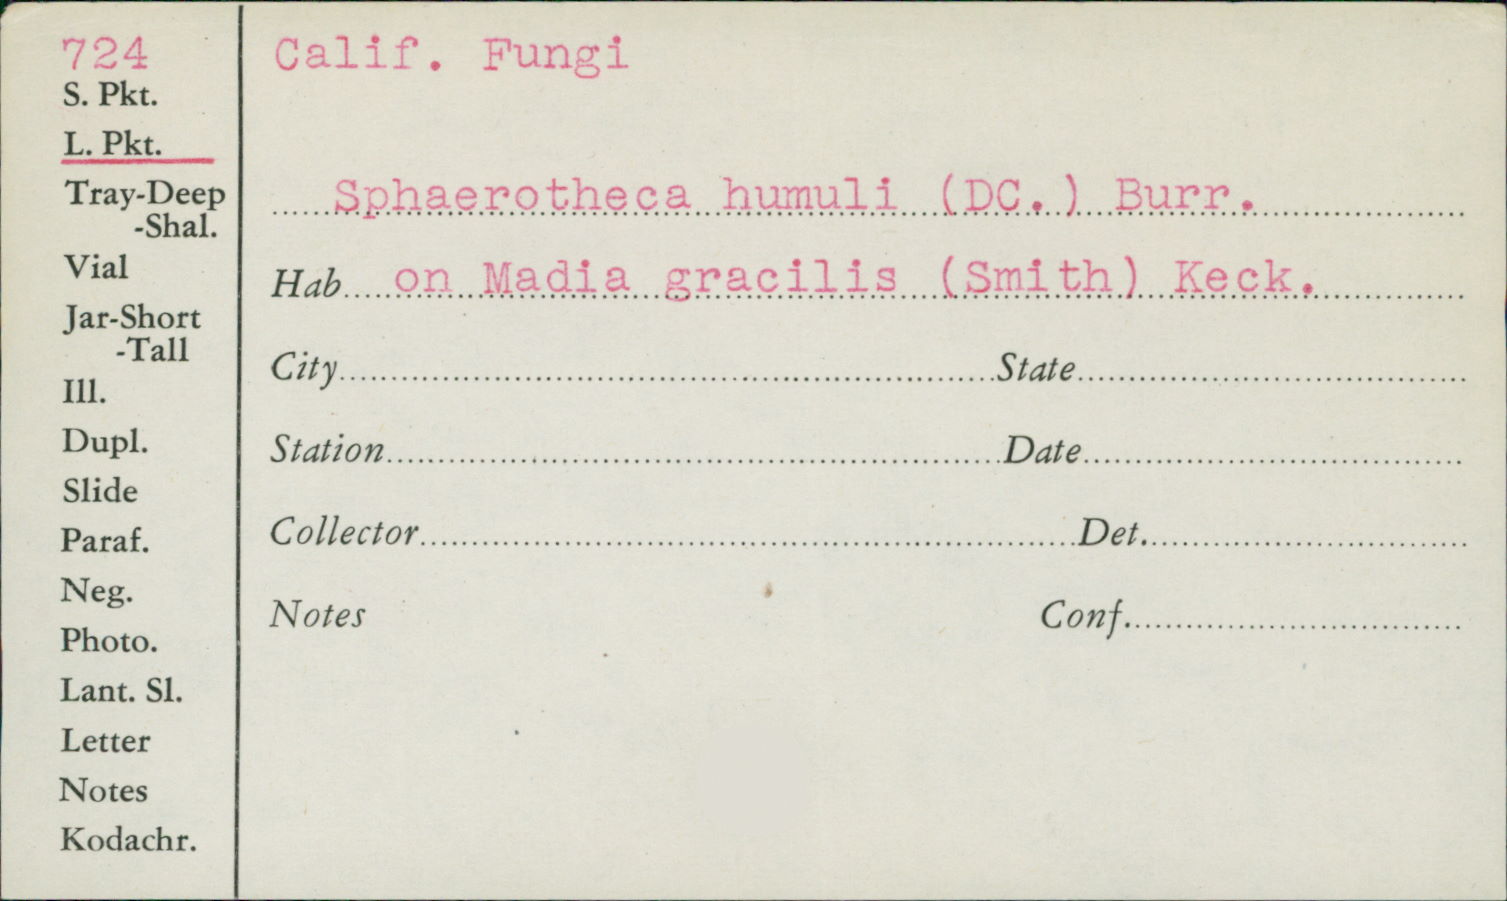 724
S. Pkt.
L. Pkt.
Tray-Deep
-Shal.
Vial
Jar-Short
-Tall
Ill.
Dupl.
Slide
Paraf.
Neg.
Photo.
Lant. Sl.
Letter
Notes
Kodachr.
Calif. Fungi
Sphaerotheca humuli (DC.) Burr.
Hab on Madia gracilis (Smith) Keck.
City State
Station Date
Collector Det.
Notes Conf.